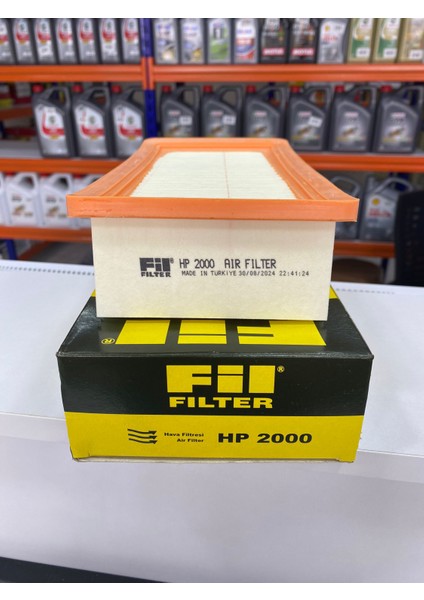 Fil HP 2000 AIR FILTER
FILTER MADE IN TURKIYE 30/08/2024 22:41:24
Fil®
FILTER
Hava Filtresi
Air Filter
HP 2000